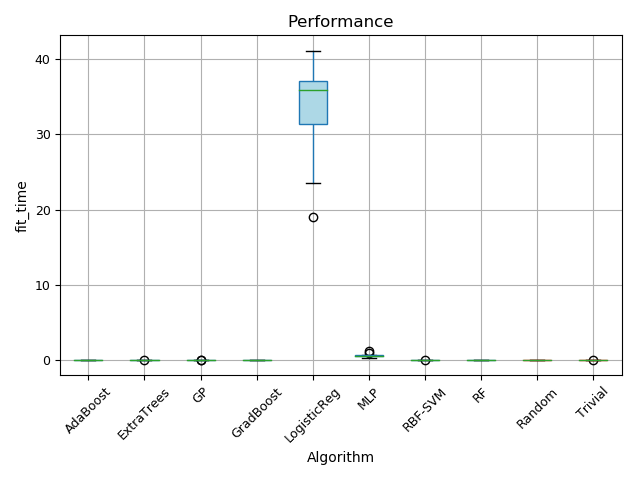 Performance
fit_time
40
30
20
10
0
AdaBoost
ExtraTrees
GP
GradBoost
LogisticReg
MLP
RBF-SVM
RF
Random
Trivial
Algorithm